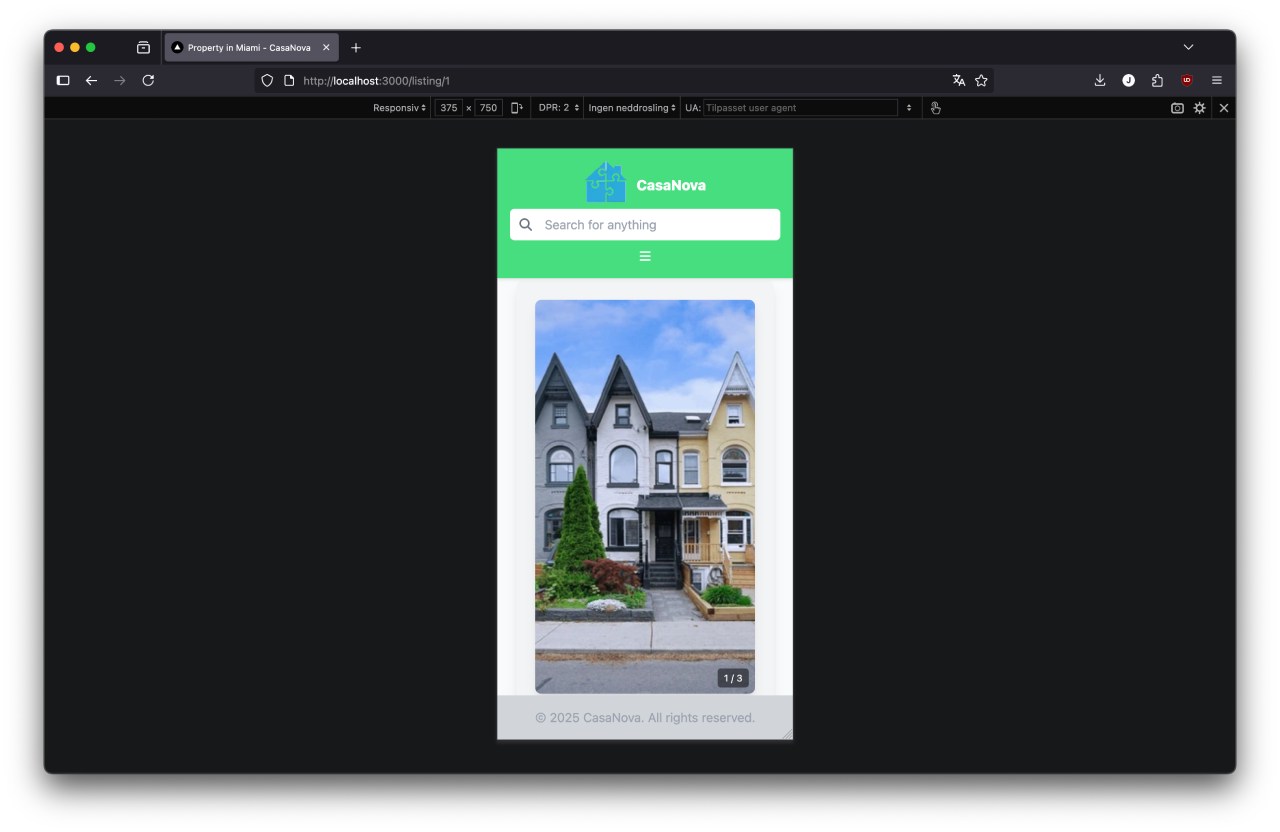 Property in Miami - CasaNova
http://localhost:3000/listing/1
J
UD
Responsiv 375 × 750 DPR: 2 Ingen neddrosling UA: Tilpasset user agent
CasaNova
Search for anything
1 / 3
© 2025 CasaNova. All rights reserved.